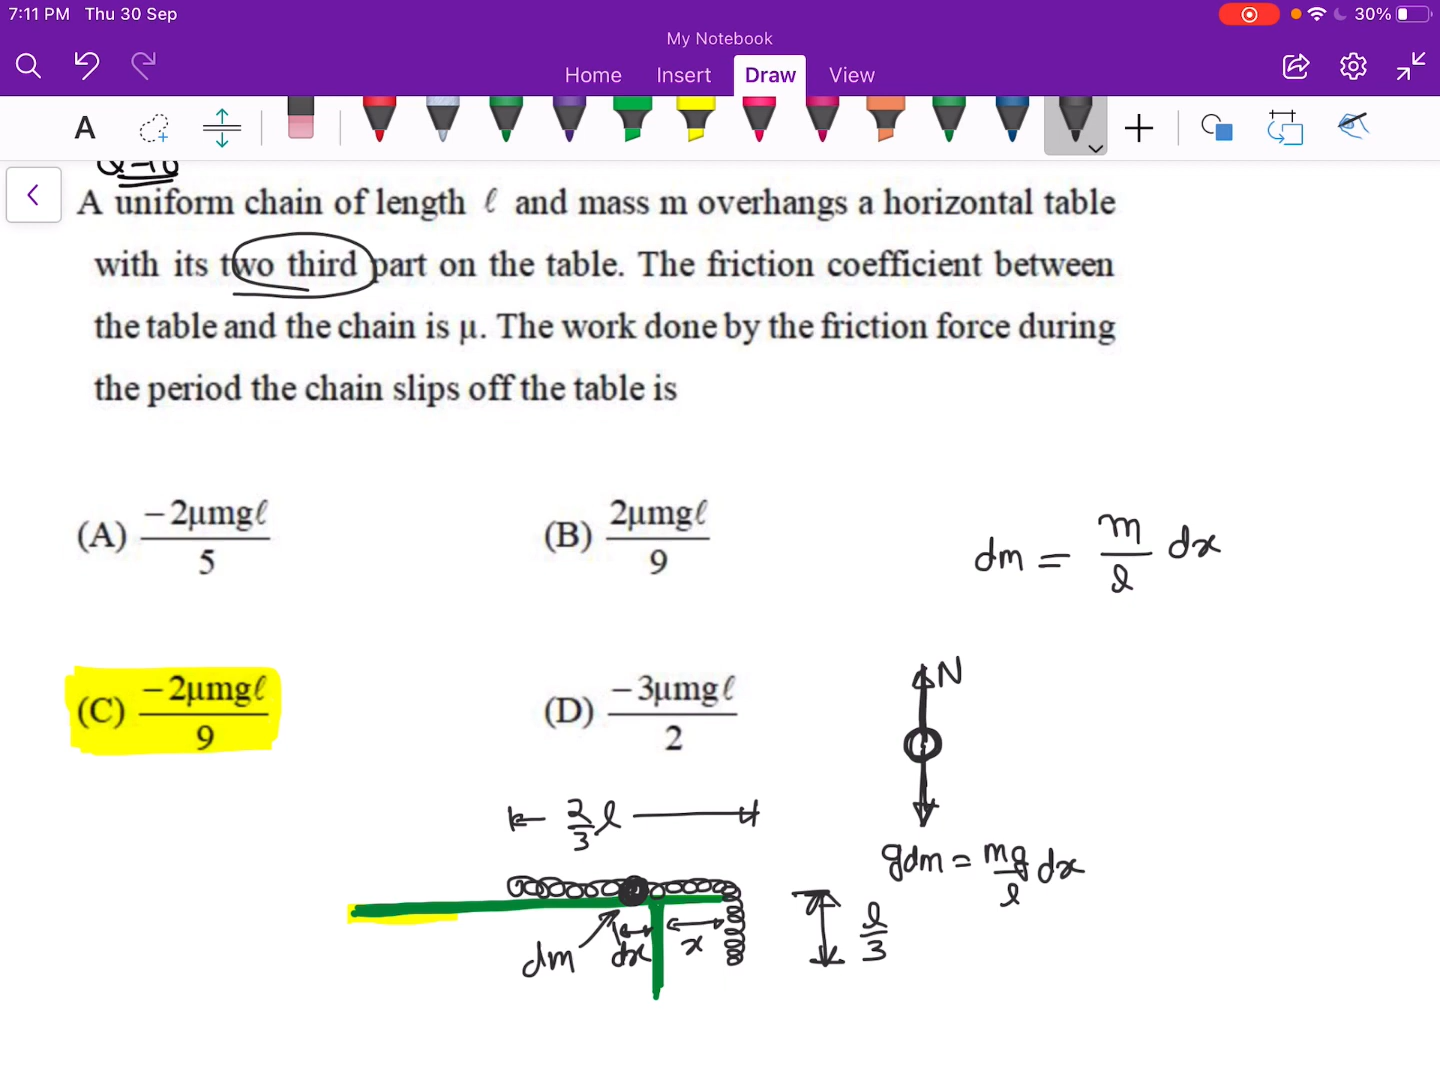 7:11 PM Thu 30 Sep
30%
My Notebook
Home Insert Draw View
A
A uniform chain of length ℓ and mass m overhangs a horizontal table
with its two third part on the table. The friction coefficient between
the table and the chain is μ. The work done by the friction force during
the period the chain slips off the table is
(A) −2μmgℓ / 5
(B) 2μmgℓ / 9
dm = m/l dx
(C) −2μmgℓ / 9
(D) −3μmgℓ / 2
N
2/3 l
gdm = mg/l dx
dm dx x
l/3